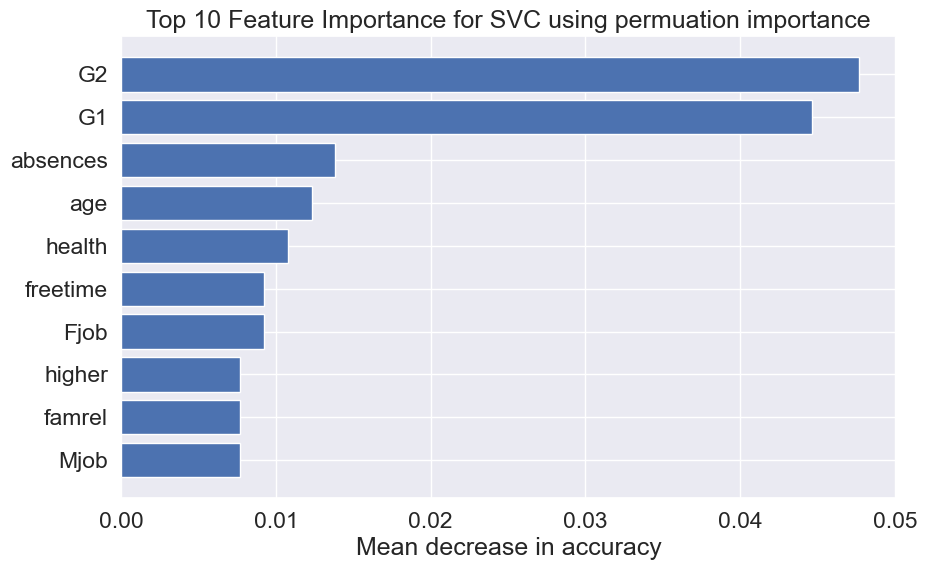 Top 10 Feature Importance for SVC using permuation importance
G2
G1
absences
age
health
freetime
Fjob
higher
famrel
Mjob
0.00 0.01 0.02 0.03 0.04 0.05
Mean decrease in accuracy